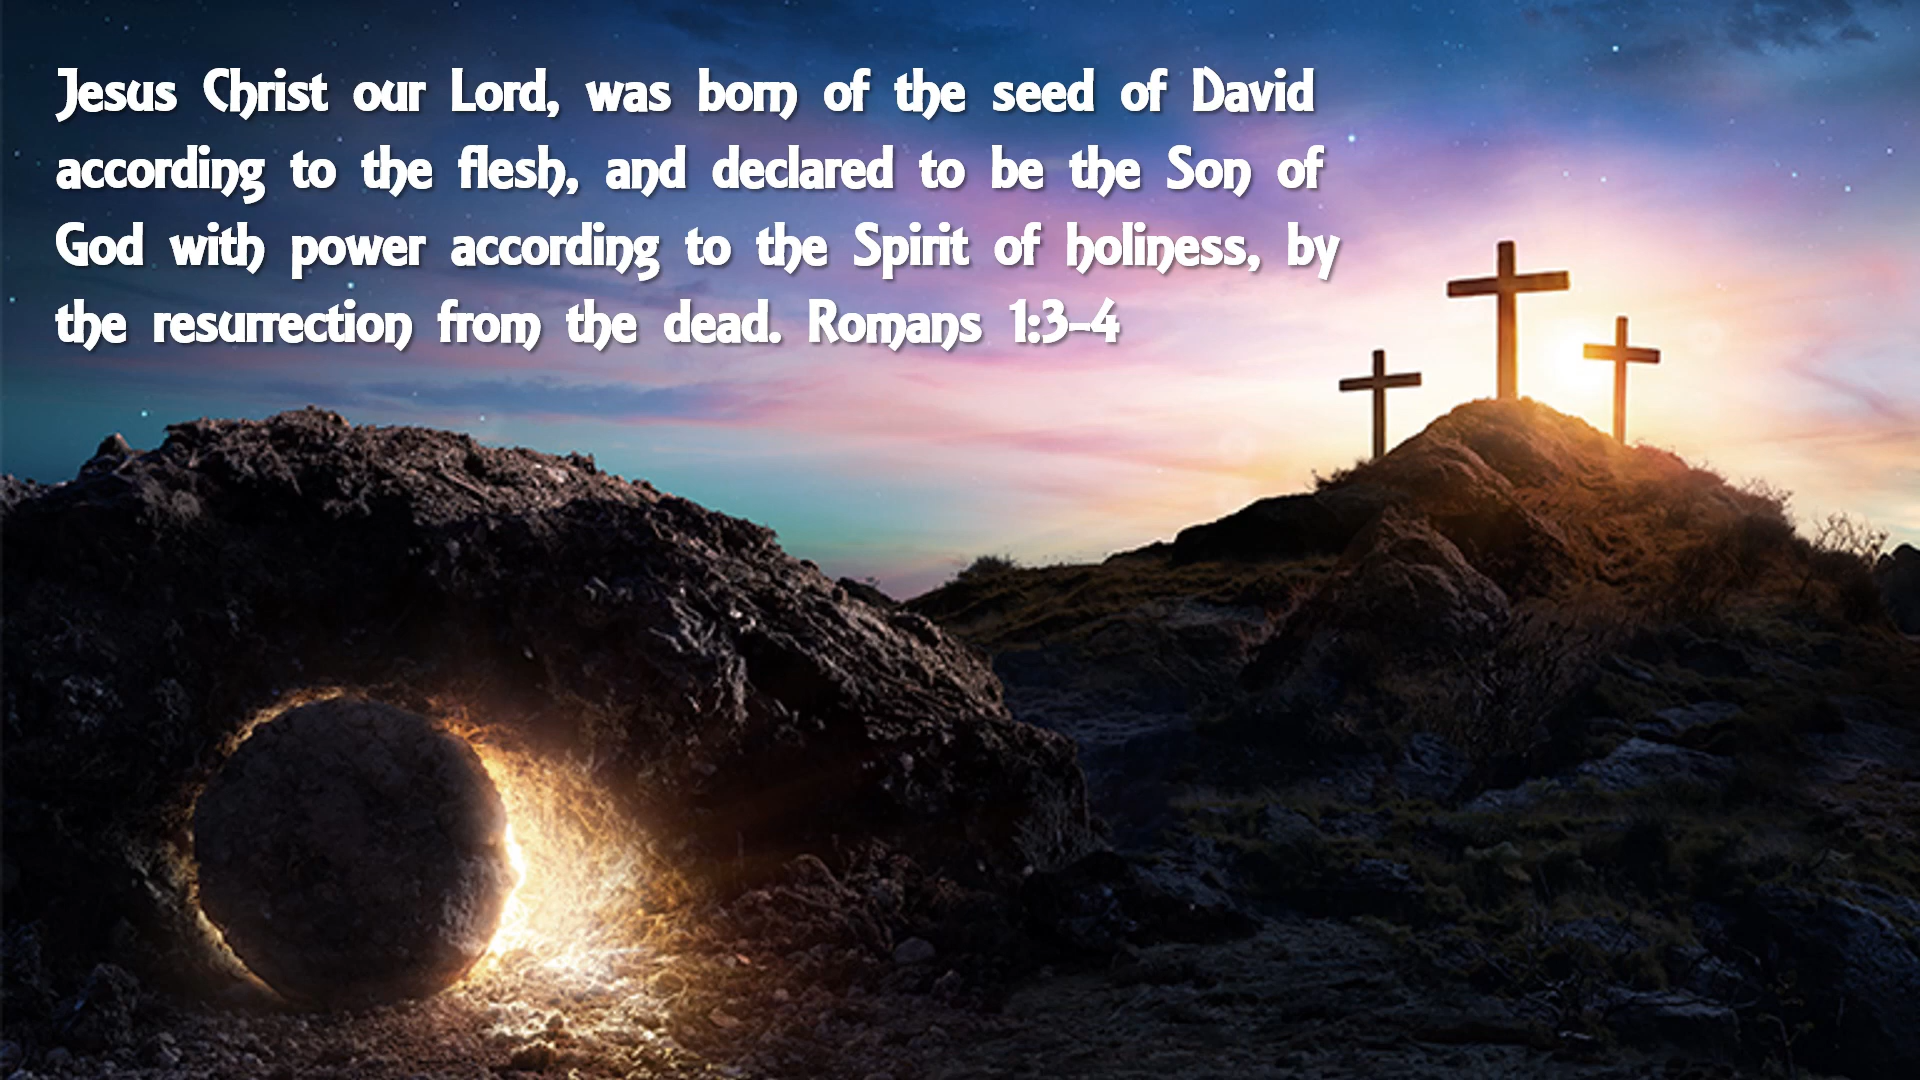 Jesus Christ our Lord, was born of the seed of David
according to the flesh, and declared to be the Son of
God with power according to the Spirit of holiness, by
the resurrection from the dead. Romans 1:3-4